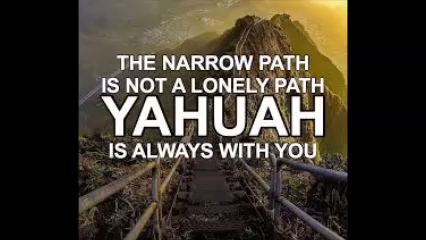 THE NARROW PATH
IS NOT A LONELY PATH
YAHUAH
IS ALWAYS WITH YOU